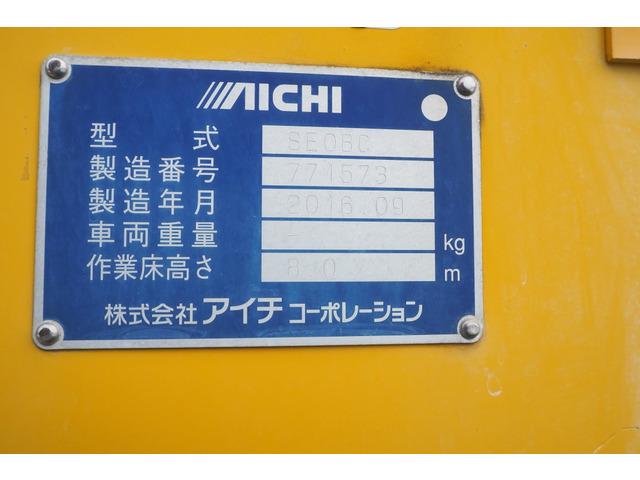 AICHI
型式 SE08C
製造番号 771573
製造年月 2016.09
車両重量 - kg
作業床高さ 8.0 m
株式会社 アイチ コーポレーション